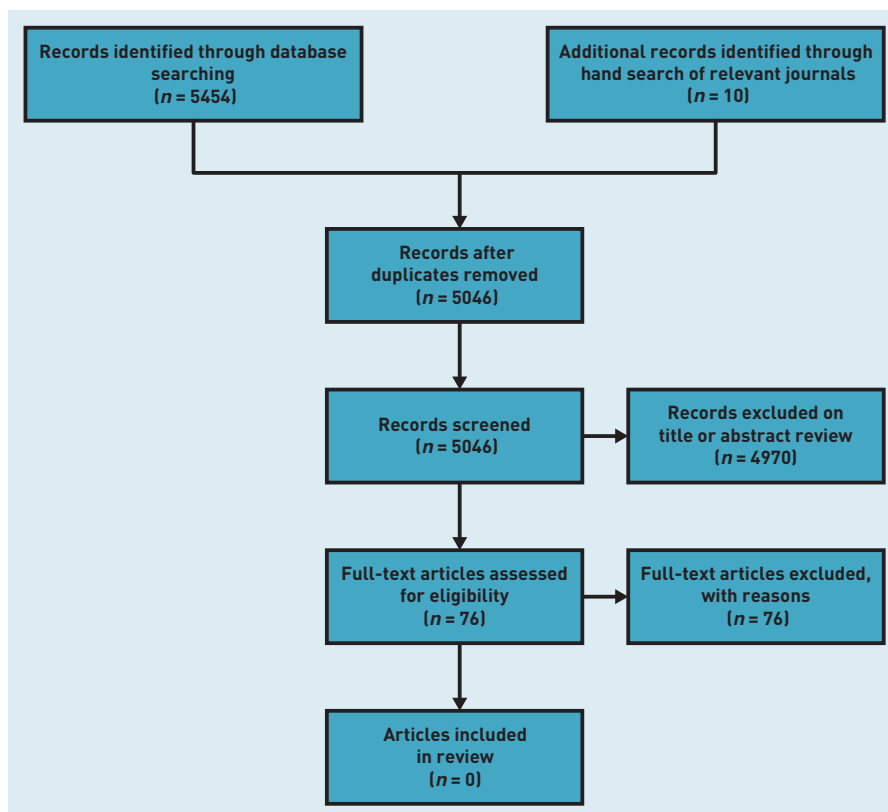 Records identified through database
searching
(n = 5454)
Additional records identified through
hand search of relevant journals
(n = 10)
Records after
duplicates removed
(n = 5046)
Records screened
(n = 5046)
Records excluded on
title or abstract review
(n = 4970)
Full-text articles assessed
for eligibility
(n = 76)
Full-text articles excluded,
with reasons
(n = 76)
Articles included
in review
(n = 0)